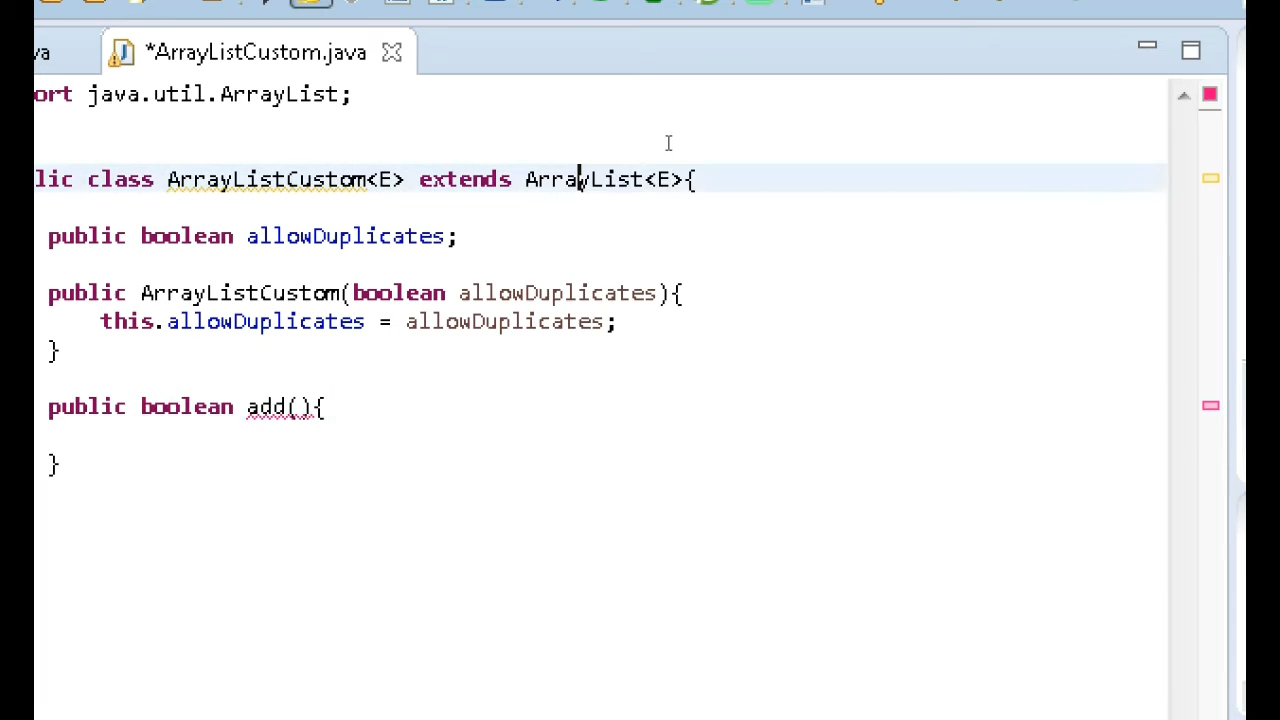 va
*ArrayListCustom.java
ort java.util.ArrayList;
lic class ArrayListCustom<E> extends ArrayList<E>{
public boolean allowDuplicates;
public ArrayListCustom(boolean allowDuplicates){
this.allowDuplicates = allowDuplicates;
}
public boolean add(){
}